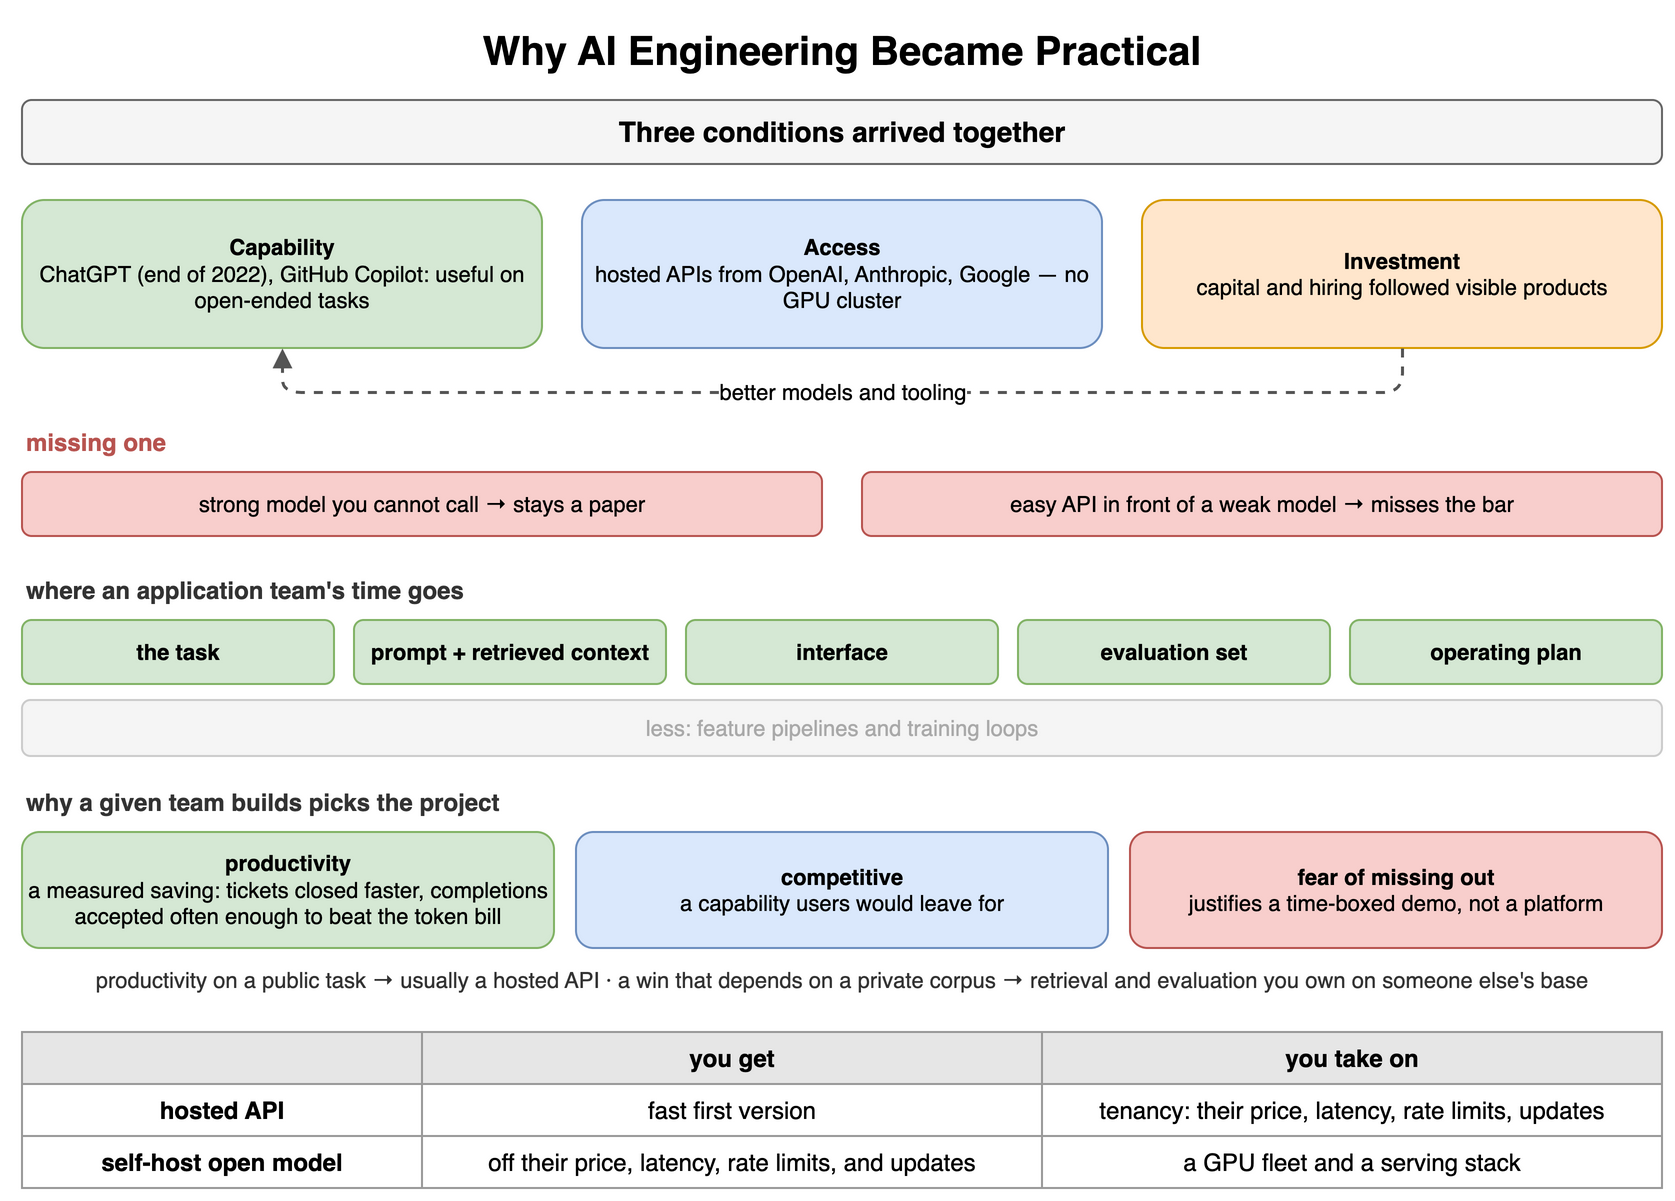 Why AI Engineering Became Practical
Three conditions arrived together
Capability
ChatGPT (end of 2022), GitHub Copilot: useful on
open-ended tasks
Access
hosted APIs from OpenAI, Anthropic, Google — no
GPU cluster
Investment
capital and hiring followed visible products
better models and tooling
missing one
strong model you cannot call → stays a paper
easy API in front of a weak model → misses the bar
where an application team's time goes
the task
prompt + retrieved context
interface
evaluation set
operating plan
less: feature pipelines and training loops
why a given team builds picks the project
productivity
a measured saving: tickets closed faster, completions
accepted often enough to beat the token bill
competitive
a capability users would leave for
fear of missing out
justifies a time-boxed demo, not a platform
productivity on a public task → usually a hosted API · a win that depends on a private corpus → retrieval and evaluation you own on someone else's base
you get
you take on
hosted API
fast first version
tenancy: their price, latency, rate limits, updates
self-host open model
off their price, latency, rate limits, and updates
a GPU fleet and a serving stack